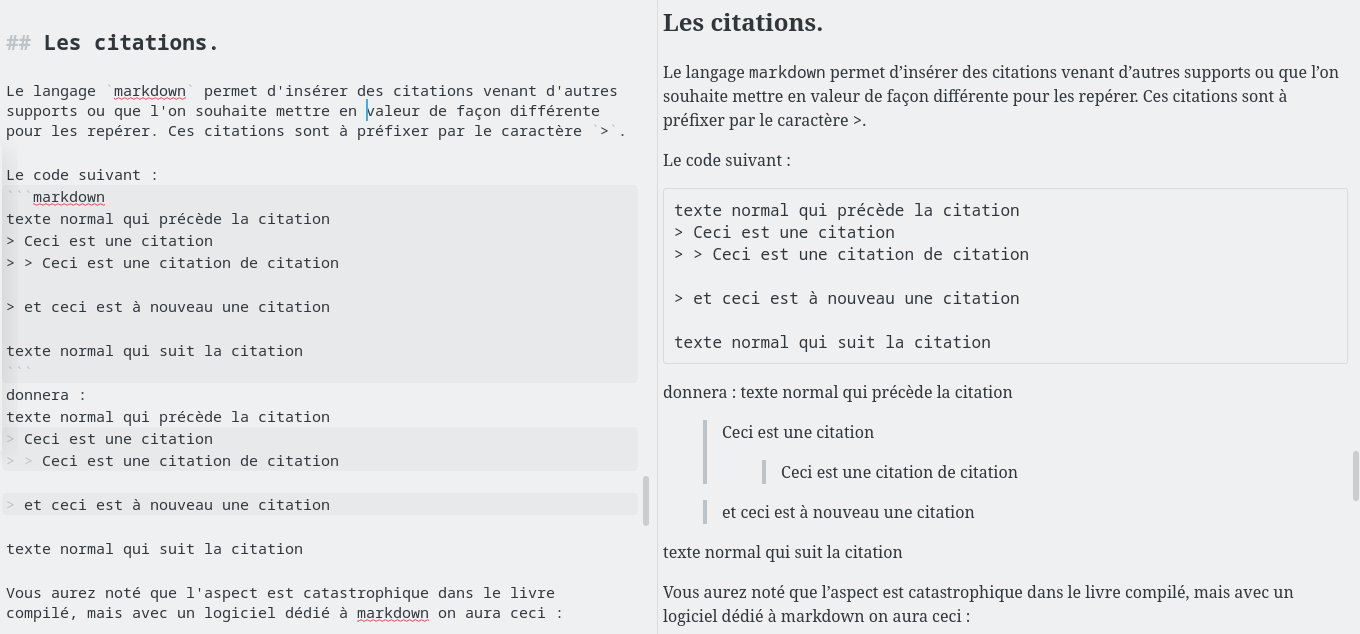 ## Les citations.
Le langage `markdown` permet d'insérer des citations venant d'autres
supports ou que l'on souhaite mettre en valeur de façon différente
pour les repérer. Ces citations sont à préfixer par le caractère `>`.
Le code suivant :
```markdown
texte normal qui précède la citation
> Ceci est une citation
> > Ceci est une citation de citation
> et ceci est à nouveau une citation
texte normal qui suit la citation
```
donnera :
texte normal qui précède la citation
> Ceci est une citation
> > Ceci est une citation de citation
> et ceci est à nouveau une citation
texte normal qui suit la citation
Vous aurez noté que l'aspect est catastrophique dans le livre
compilé, mais avec un logiciel dédié à markdown on aura ceci :
Les citations.
Le langage markdown permet d’insérer des citations venant d’autres supports ou que l’on
souhaite mettre en valeur de façon différente pour les repérer. Ces citations sont à
préfixer par le caractère >.
Le code suivant :
texte normal qui précède la citation
> Ceci est une citation
> > Ceci est une citation de citation
> et ceci est à nouveau une citation
texte normal qui suit la citation
donnera : texte normal qui précède la citation
Ceci est une citation
Ceci est une citation de citation
et ceci est à nouveau une citation
texte normal qui suit la citation
Vous aurez noté que l’aspect est catastrophique dans le livre compilé, mais avec un
logiciel dédié à markdown on aura ceci :